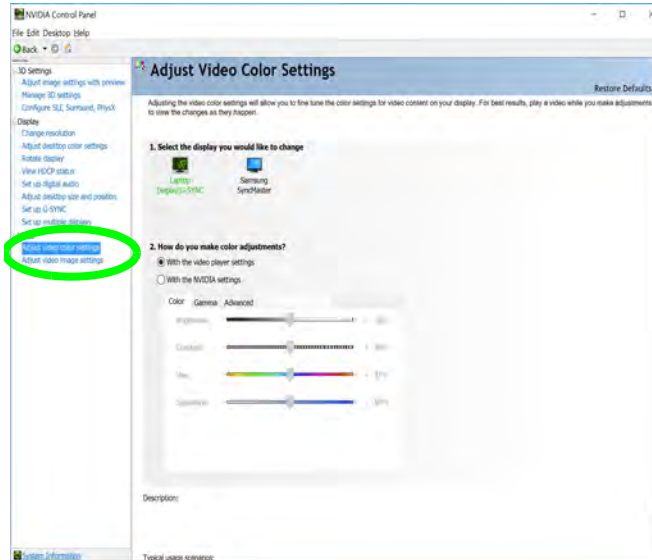 NVIDIA Control Panel
File Edit Desktop Help
Back
3D Settings
Adjust image settings with preview
Manage 3D settings
Configure SLI, Surround, PhysX
Display
Change resolution
Adjust desktop color settings
Rotate display
View HDCP status
Set up digital audio
Adjust desktop size and position
Set up G-SYNC
Set up multiple displays
Adjust video color settings
Adjust video image settings
System Information
Adjust Video Color Settings
Restore Defaults
Adjusting the video color settings will allow you to fine tune the color settings for video content on your display. For best results, play a video while you make adjustments
to view the changes as they happen.
1. Select the display you would like to change
Laptop
Display/G-SYNC
Samsung
SyncMaster
2. How do you make color adjustments?
With the video player settings
With the NVIDIA settings
Color Gamma Advanced
Brightness:
Contrast:
Hue:
Saturation:
Description:
Typical usage scenarios: